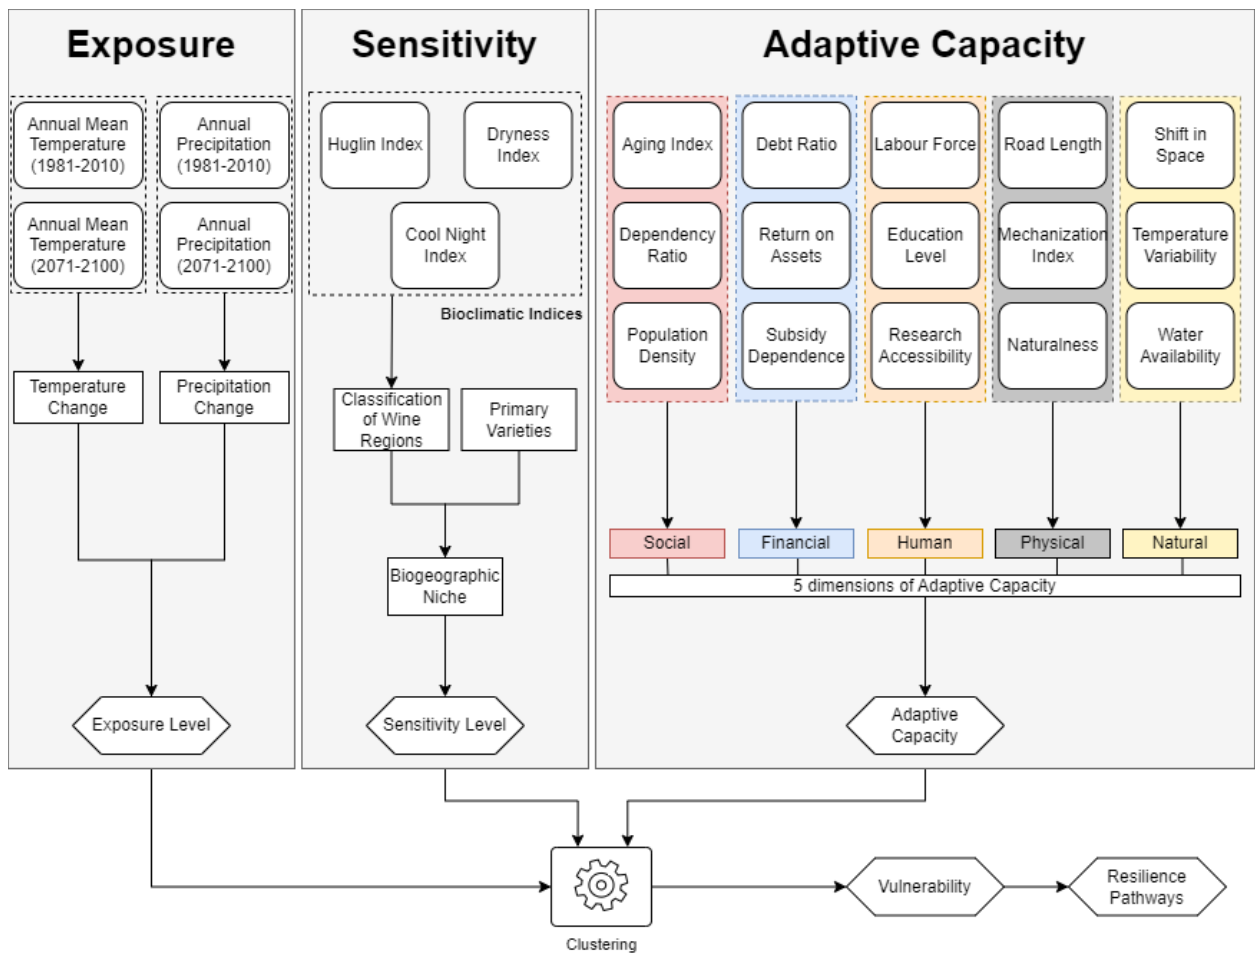 Exposure
Sensitivity
Adaptive Capacity
Annual Mean
Temperature
(1981-2010)
Annual
Precipitation
(1981-2010)
Annual Mean
Temperature
(2071-2100)
Annual
Precipitation
(2071-2100)
Temperature
Change
Precipitation
Change
Exposure Level
Huglin Index
Dryness
Index
Cool Night
Index
Bioclimatic Indices
Classification
of Wine
Regions
Primary
Varieties
Biogeographic
Niche
Sensitivity Level
Aging Index
Debt Ratio
Labour Force
Road Length
Shift in
Space
Dependency
Ratio
Return on
Assets
Education
Level
Mechanization
Index
Temperature
Variability
Population
Density
Subsidy
Dependence
Research
Accessibility
Naturalness
Water
Availability
Social
Financial
Human
Physical
Natural
5 dimensions of Adaptive Capacity
Adaptive
Capacity
Clustering
Vulnerability
Resilience
Pathways